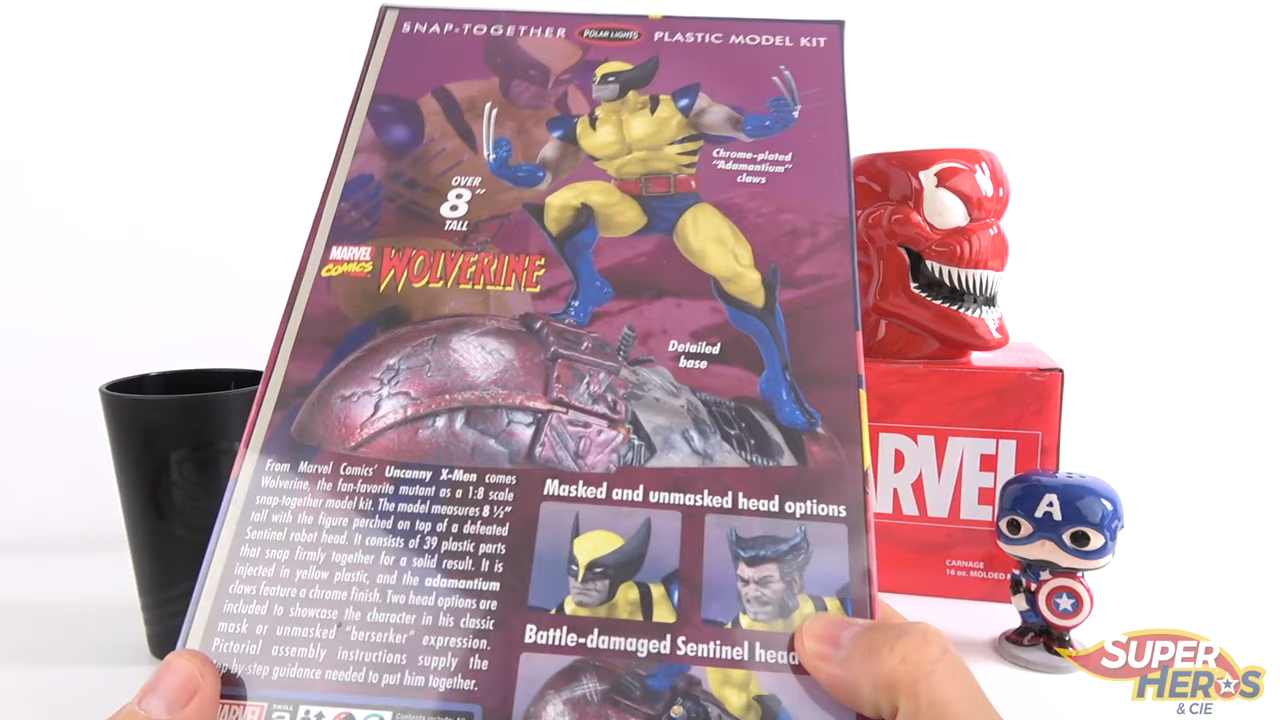 SNAP-TOGETHER POLAR LIGHTS PLASTIC MODEL KIT
Chrome-plated
"Adamantium"
claws
OVER
8"
TALL
MARVEL
COMICS
WOLVERINE
Detailed
base
From Marvel Comics' Uncanny X-Men comes
Wolverine, the fan-favorite mutant as a 1:8 scale
snap-together model kit. The model measures 8 ½"
tall with the figure perched on top of a defeated
Sentinel robot head. It consists of 39 plastic parts
that snap firmly together for a solid result. It is
injected in yellow plastic, and the adamantium
claws feature a chrome finish. Two head options are
included to showcase the character in his classic
mask or unmasked "berserker" expression.
Pictorial assembly instructions supply the
step-by-step guidance needed to put him together.
Masked and unmasked head options
Battle-damaged Sentinel head
MARVEL
SKILL
2
Contents include:
ARVEL
CARNAGE
16 oz. MOLDED
A
SUPER
HEROS
& CIE